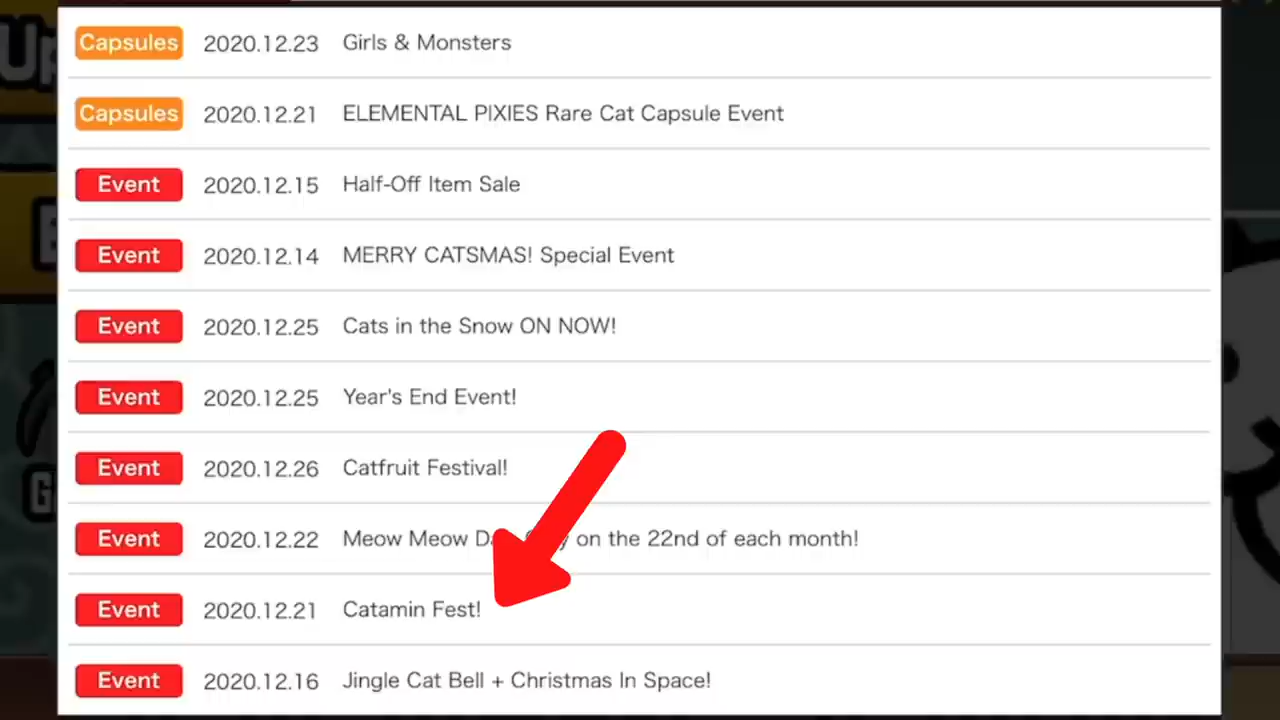 Capsules 2020.12.23 Girls & Monsters
Capsules 2020.12.21 ELEMENTAL PIXIES Rare Cat Capsule Event
Event 2020.12.15 Half-Off Item Sale
Event 2020.12.14 MERRY CATSMAS! Special Event
Event 2020.12.25 Cats in the Snow ON NOW!
Event 2020.12.25 Year's End Event!
Event 2020.12.26 Catfruit Festival!
Event 2020.12.22 Meow Meow on the 22nd of each month!
Event 2020.12.21 Catamin Fest!
Event 2020.12.16 Jingle Cat Bell + Christmas In Space!